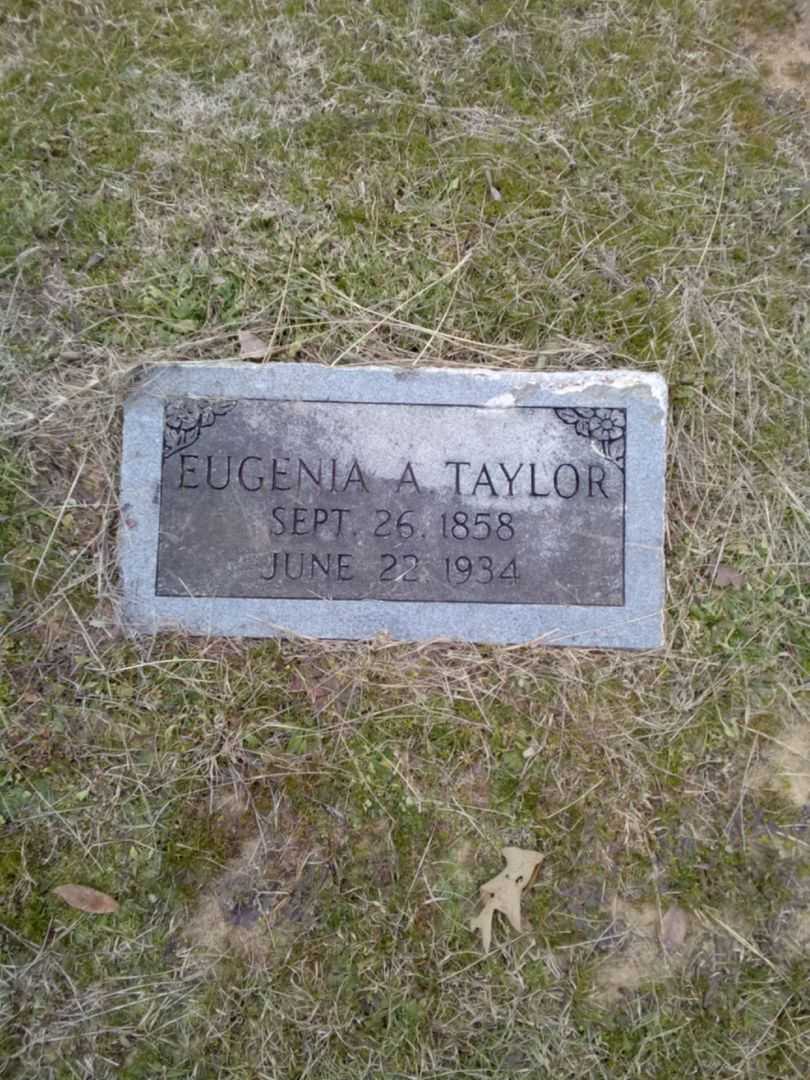 EUGENIA A. TAYLOR
SEPT. 26, 1858
JUNE 22, 1934